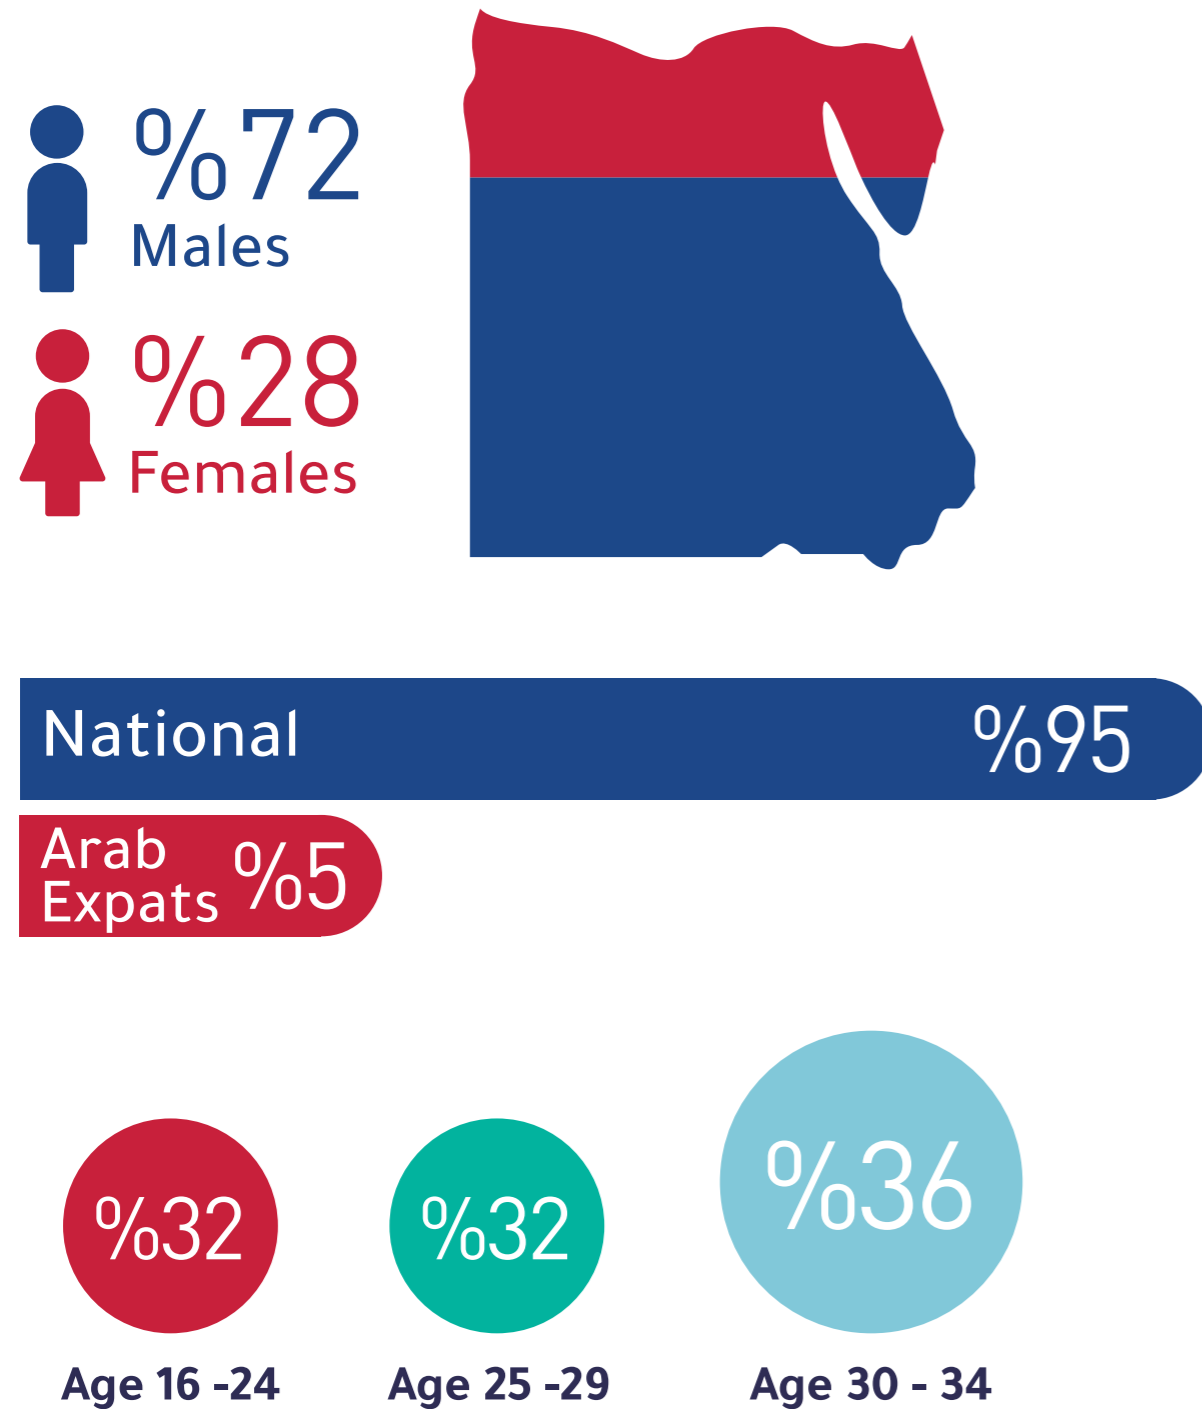 %72
Males
%28
Females
National %95
Arab
Expats %5
%32
%32
%36
Age 16 -24
Age 25 -29
Age 30 - 34